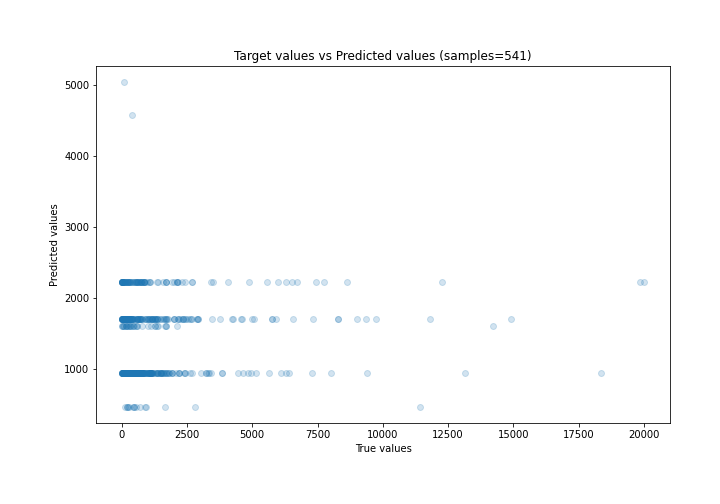 Target values vs Predicted values (samples=541)
5000
4000
3000
2000
1000
Predicted values
0 2500 5000 7500 10000 12500 15000 17500 20000
True values